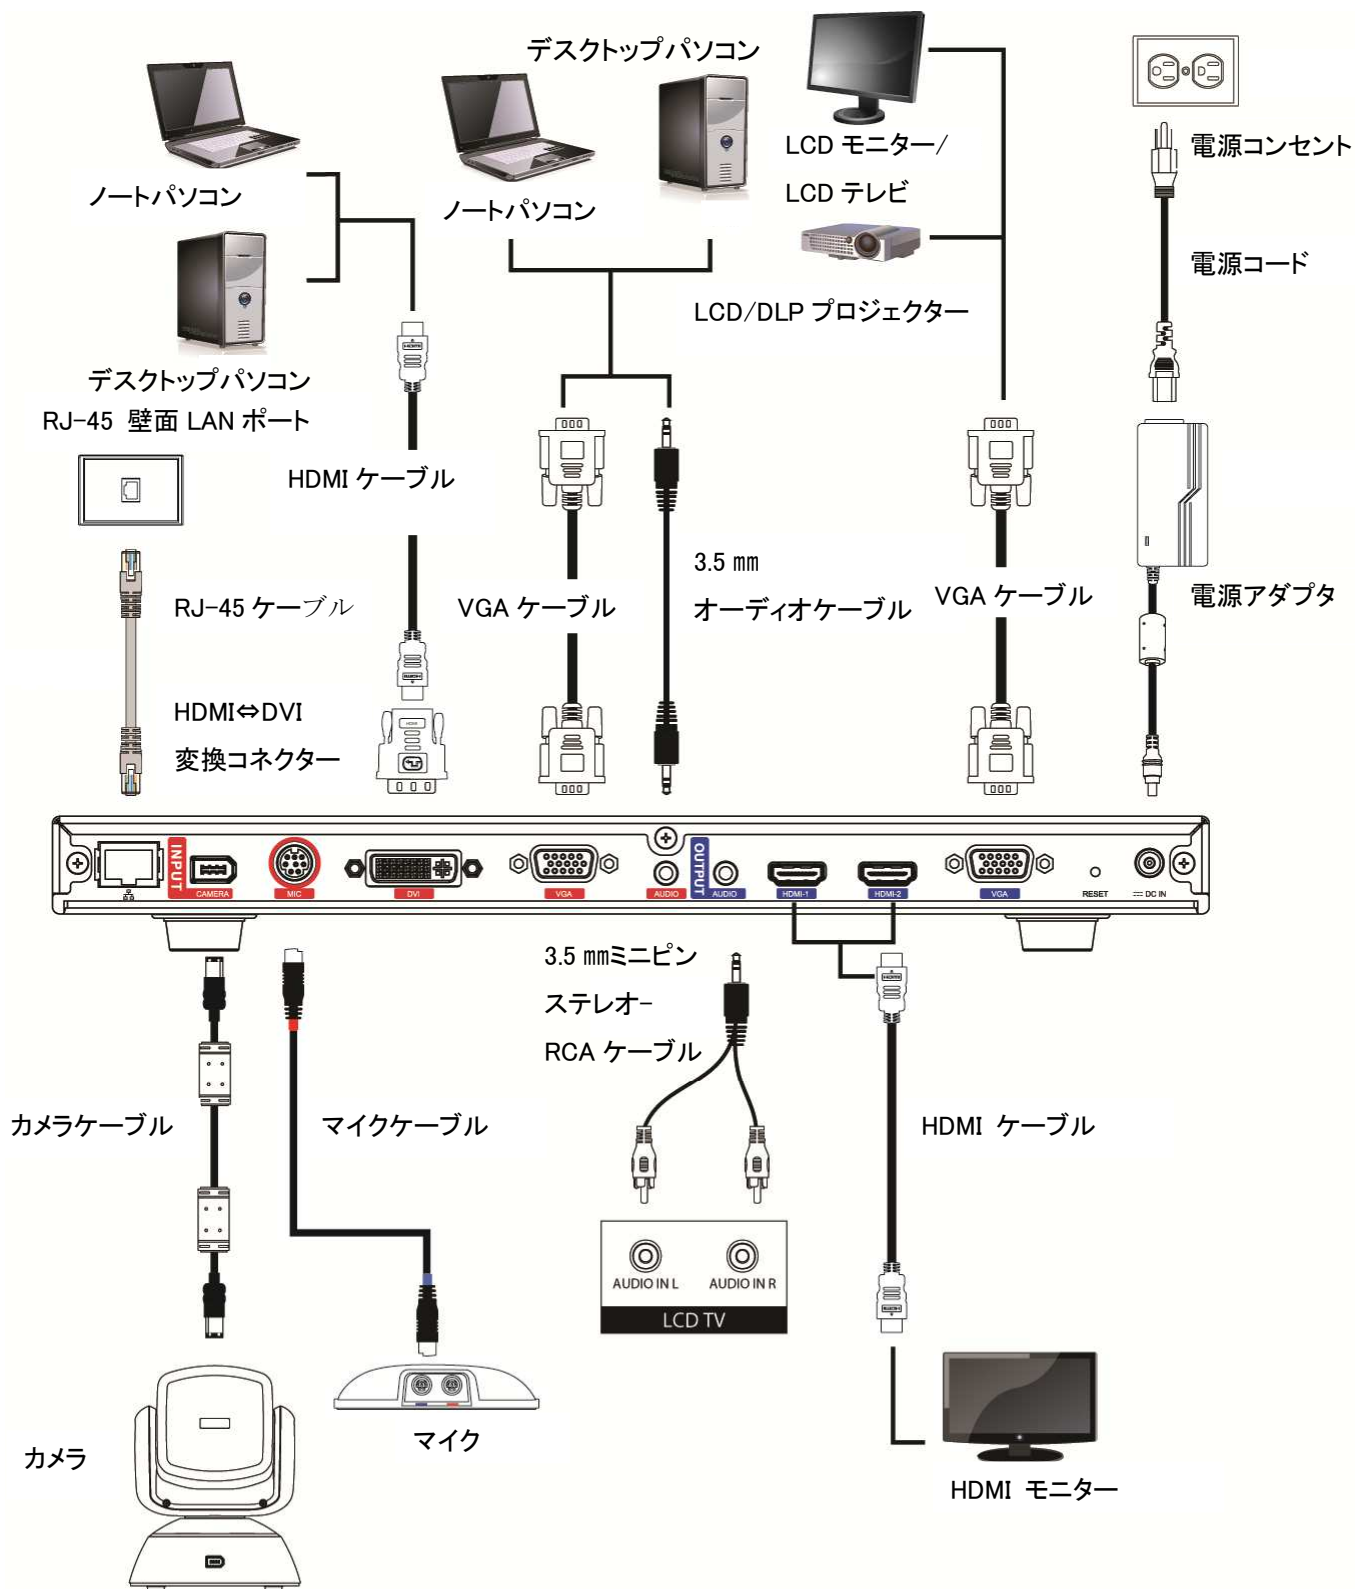 デスクトップパソコン
ノートパソコン
ノートパソコン
LCD モニター/
LCD テレビ
電源コンセント
電源コード
LCD/DLP プロジェクター
デスクトップパソコン
RJ-45 壁面 LAN ポート
HDMI ケーブル
RJ-45 ケーブル
VGA ケーブル
3.5 ㎜
オーディオケーブル
VGA ケーブル
電源アダプタ
HDMI⇔DVI
変換コネクター
HDMI
INPUT
CAMERA
MIC
DVI
VGA
AUDIO
OUTPUT
AUDIO
HDMI-1
HDMI-2
VGA
RESET
DC IN
3.5 ㎜ミニピン
ステレオ-
RCA ケーブル
カメラケーブル
マイクケーブル
HDMI ケーブル
AUDIO IN L
AUDIO IN R
LCD TV
カメラ
マイク
HDMI モニター